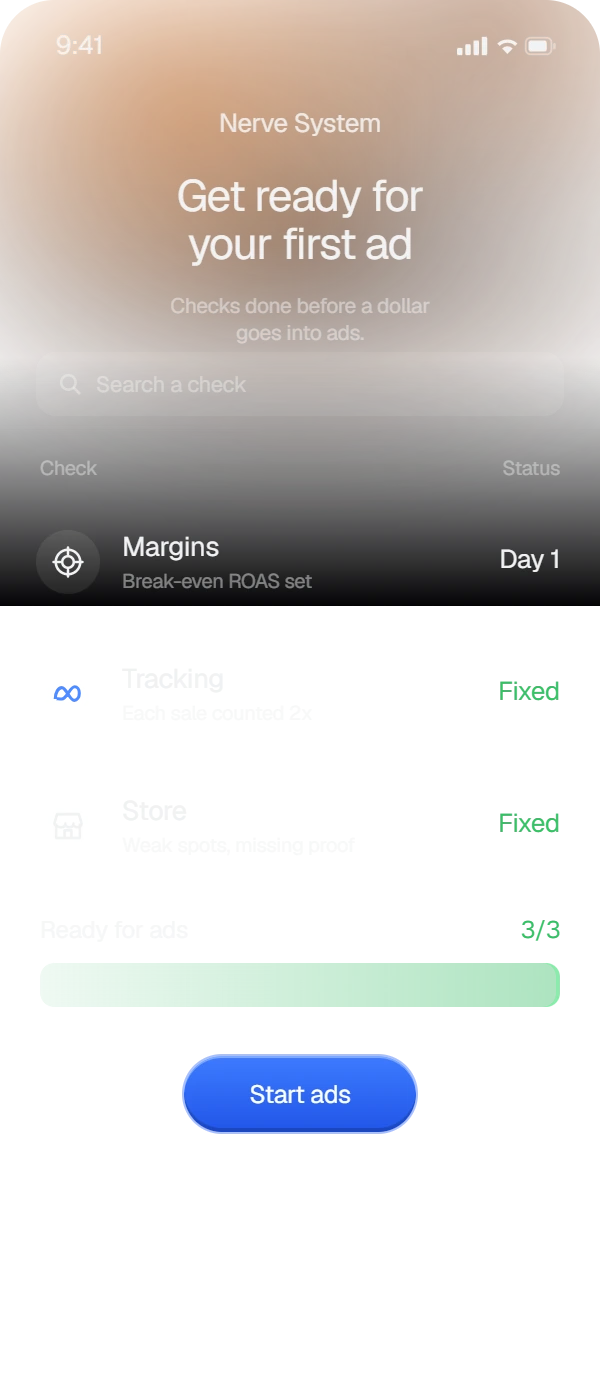 9:41
Nerve System
Get ready for
your first ad
Checks done before a dollar
goes into ads.
Search a check
Check Status
Margins Day 1
Break-even ROAS set
Tracking Fixed
Each sale counted 2x
Store Fixed
Weak spots, missing proof
Ready for ads 3/3
Start ads